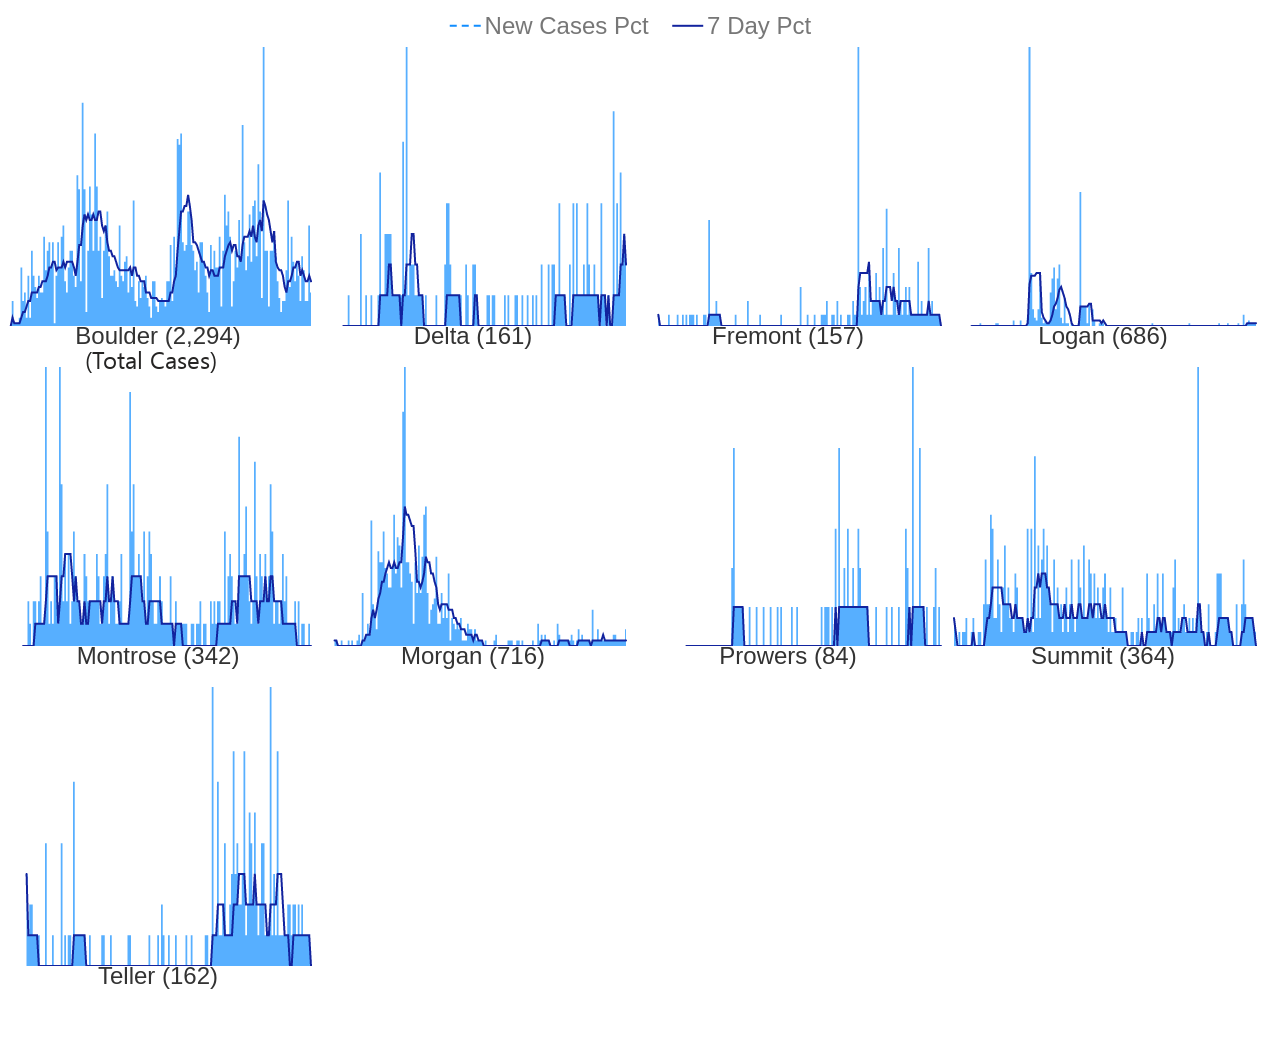 New Cases Pct 7 Day Pct
Boulder (2,294) Delta (161) Fremont (157) Logan (686)
(Total Cases)
Montrose (342) Morgan (716) Prowers (84) Summit (364)
Teller (162)